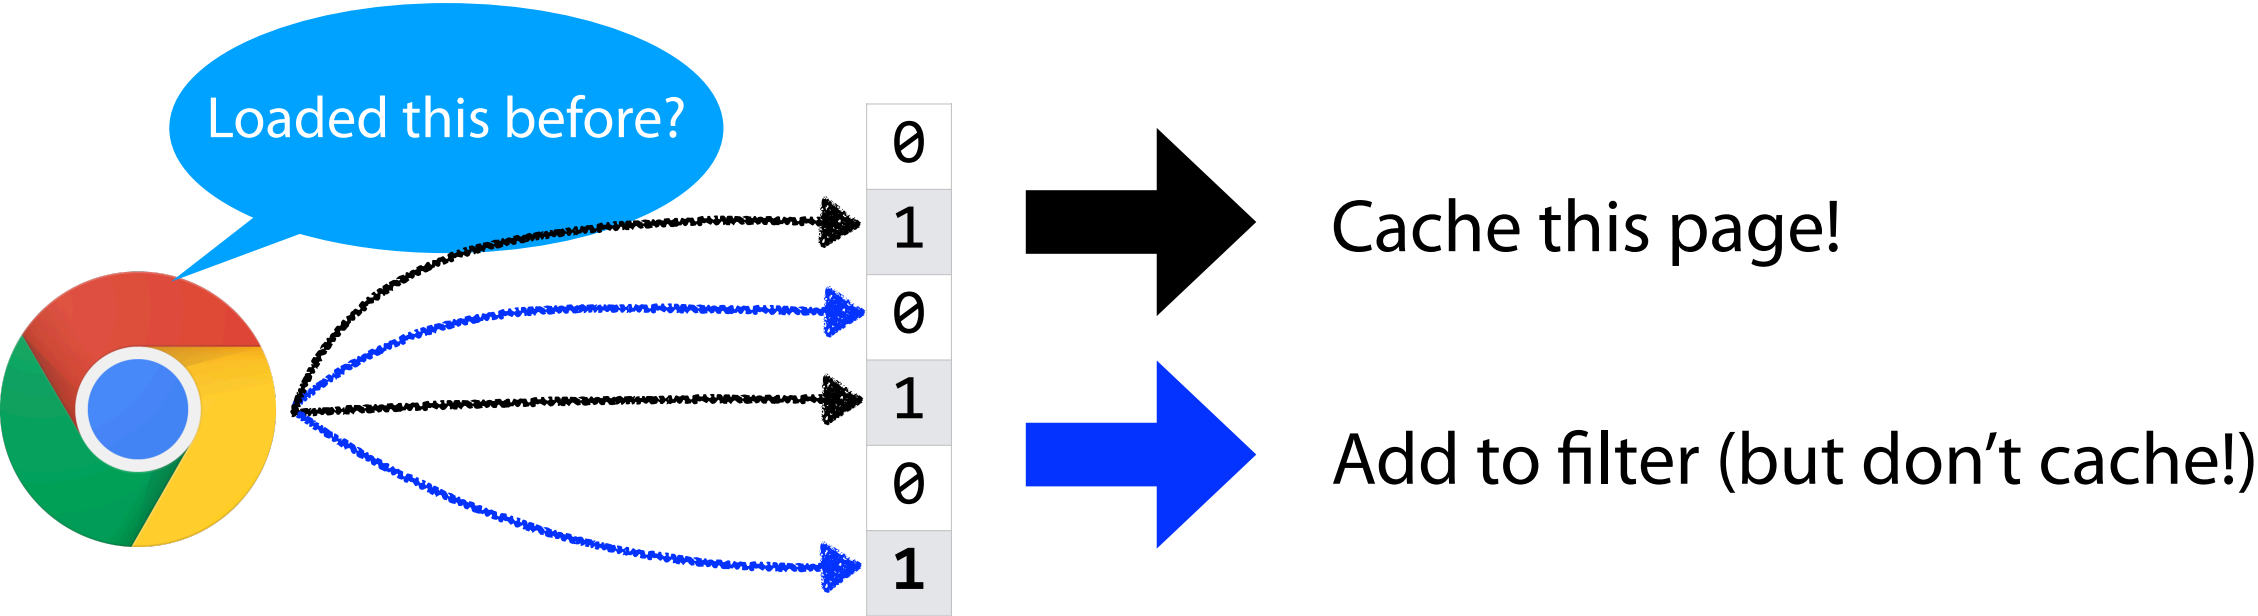 Loaded this before?
0
1
0
1
0
1
Cache this page!
Add to filter (but don’t cache!)